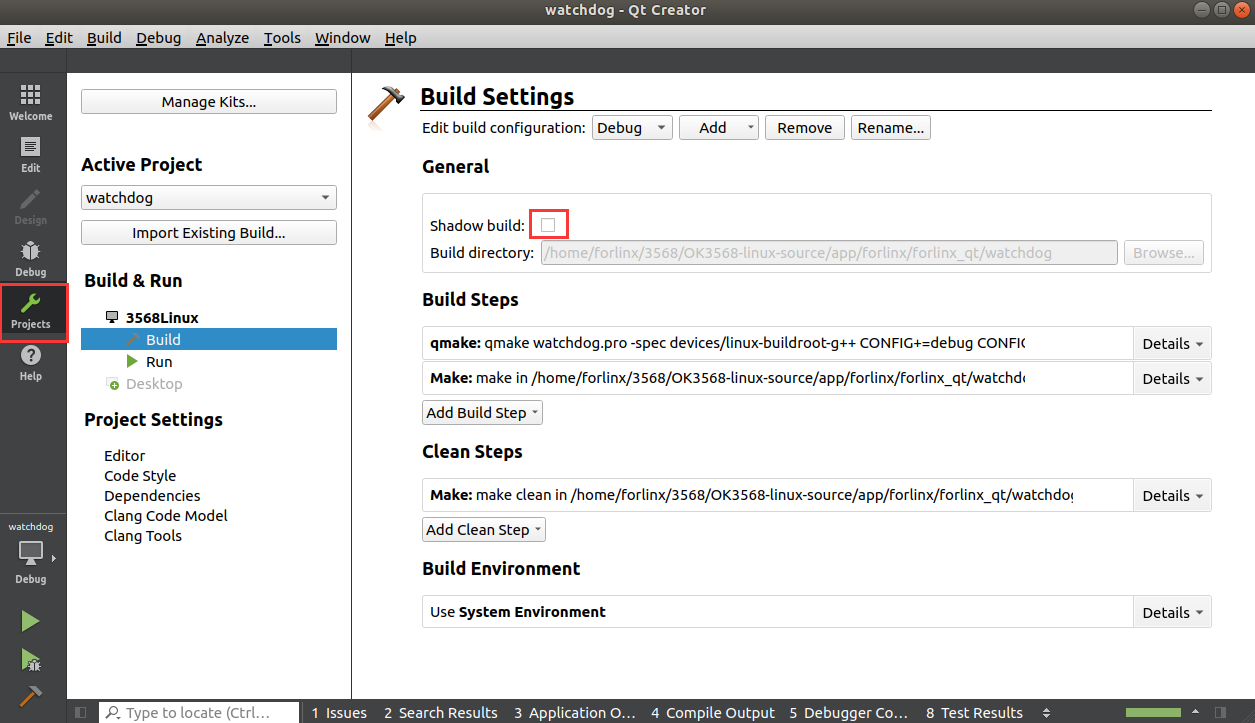 watchdog - Qt Creator
File Edit Build Debug Analyze Tools Window Help
Welcome
Edit
Design
Debug
Projects
Help
watchdog
Debug
Manage Kits...
Active Project
watchdog
Import Existing Build...
Build & Run
3568Linux
Build
Run
Desktop
Project Settings
Editor
Code Style
Dependencies
Clang Code Model
Clang Tools
Build Settings
Edit build configuration: Debug Add Remove Rename...
General
Shadow build:
Build directory: /home/forlinx/3568/OK3568-linux-source/app/forlinx/forlinx_qt/watchdog Browse...
Build Steps
qmake: qmake watchdog.pro -spec devices/linux-buildroot-g++ CONFIG+=debug CONFIG Details
Make: make in /home/forlinx/3568/OK3568-linux-source/app/forlinx/forlinx_qt/watchdo Details
Add Build Step
Clean Steps
Make: make clean in /home/forlinx/3568/OK3568-linux-source/app/forlinx/forlinx_qt/watchdog Details
Add Clean Step
Build Environment
Use System Environment Details
Type to locate (Ctrl... 1 Issues 2 Search Results 3 Application O... 4 Compile Output 5 Debugger Co... 8 Test Results